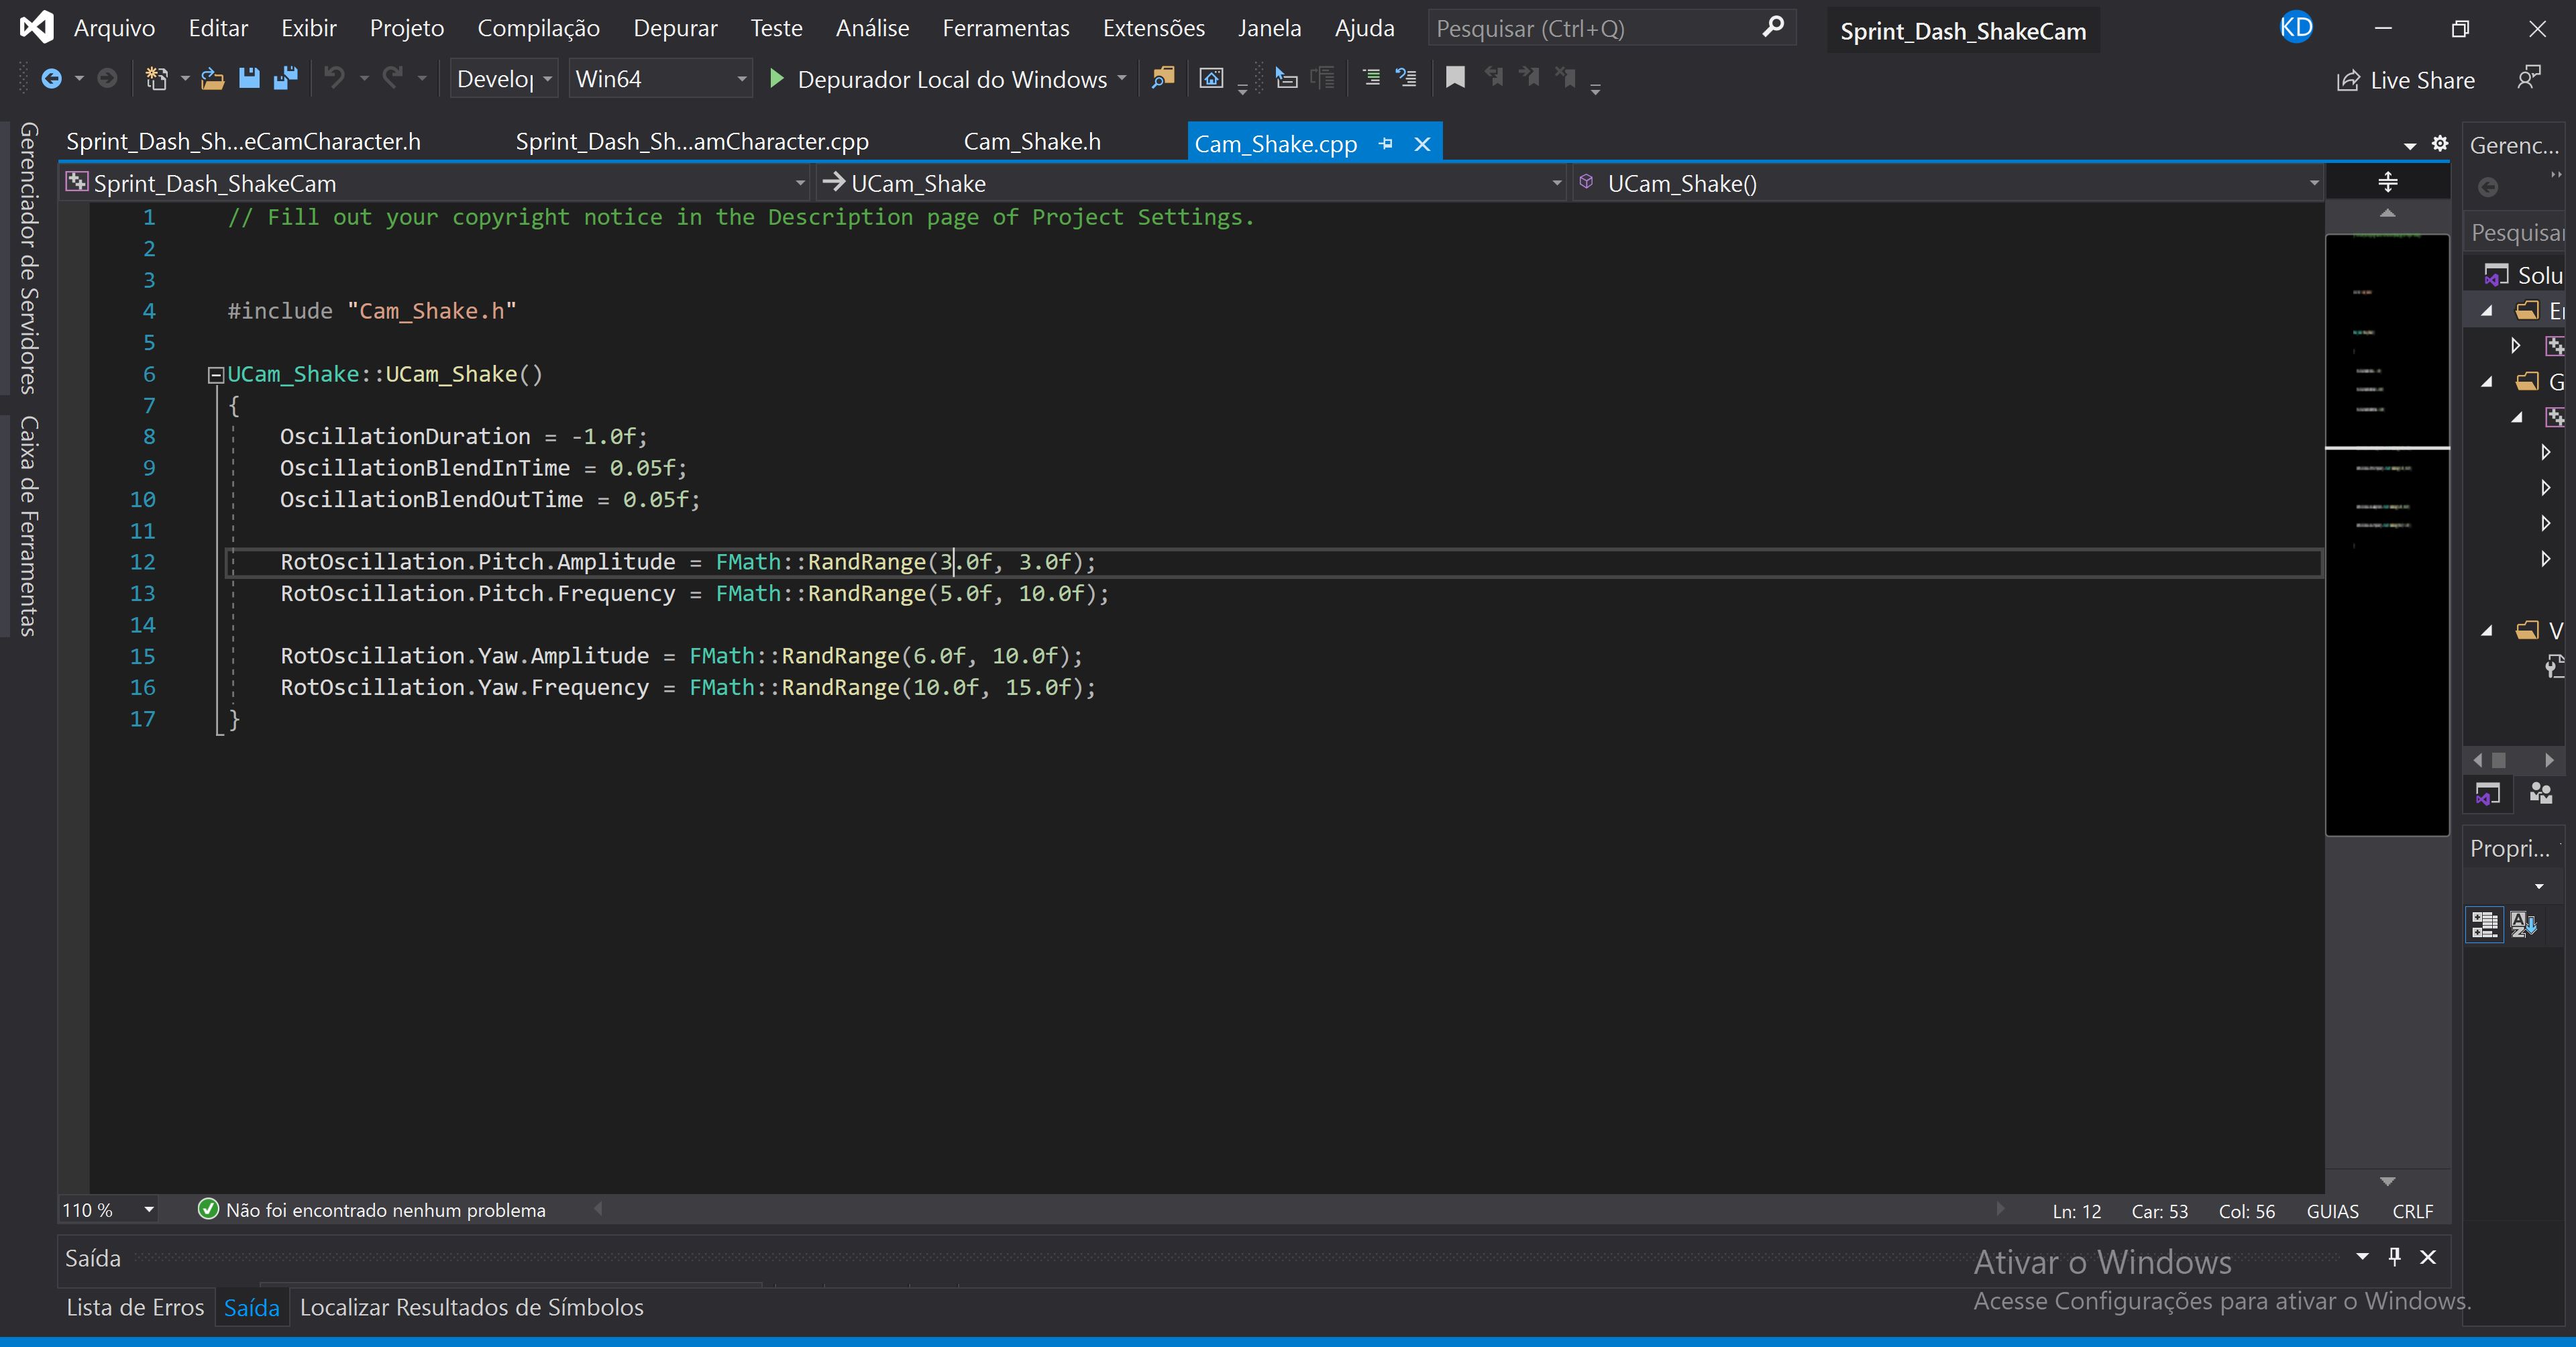 Arquivo Editar Exibir Projeto Compilação Depurar Teste Análise Ferramentas Extensões Janela Ajuda Pesquisar (Ctrl+Q) Sprint_Dash_ShakeCam KD
Win64 Depurador Local do Windows Live Share
Gerenciador de Servidores
Caixa de Ferramentas
Sprint_Dash_Sh...eCamCharacter.h Sprint_Dash_Sh...amCharacter.cpp Cam_Shake.h Cam_Shake.cpp
Sprint_Dash_ShakeCam UCam_Shake UCam_Shake()
1 // Fill out your copyright notice in the Description page of Project Settings.
2
3
4 #include "Cam_Shake.h"
5
6 UCam_Shake::UCam_Shake()
7 {
8 OscillationDuration = -1.0f;
9 OscillationBlendInTime = 0.05f;
10 OscillationBlendOutTime = 0.05f;
11
12 RotOscillation.Pitch.Amplitude = FMath::RandRange(3.0f, 3.0f);
13 RotOscillation.Pitch.Frequency = FMath::RandRange(5.0f, 10.0f);
14
15 RotOscillation.Yaw.Amplitude = FMath::RandRange(6.0f, 10.0f);
16 RotOscillation.Yaw.Frequency = FMath::RandRange(10.0f, 15.0f);
17 }
Gerenc...
Solu
Propri...
110 % Não foi encontrado nenhum problema Ln: 12 Car: 53 Col: 56 GUIAS CRLF
Saída
Lista de Erros Saída Localizar Resultados de Símbolos
Ativar o Windows
Acesse Configurações para ativar o Windows.